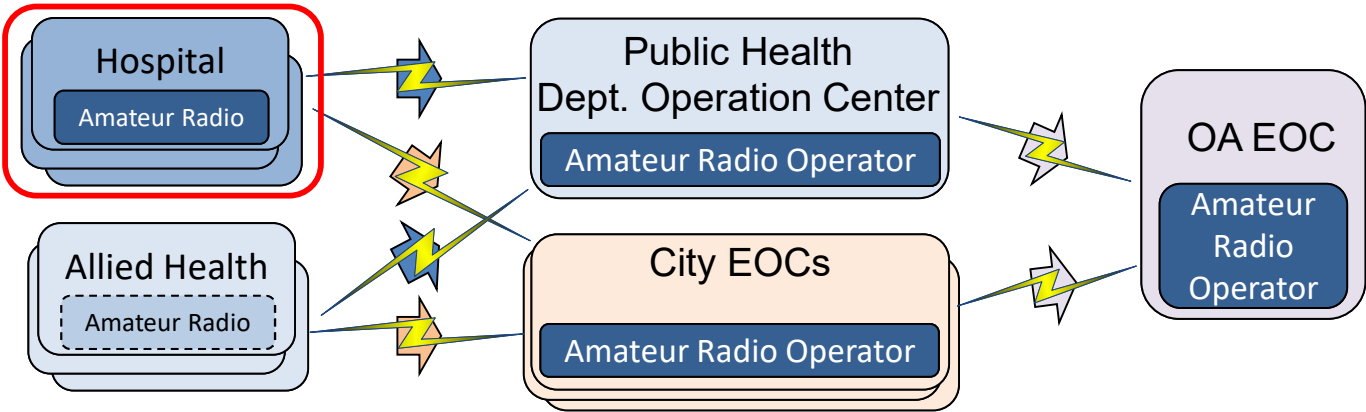 Hospital
Amateur Radio
Allied Health
Amateur Radio
Public Health
Dept. Operation Center
Amateur Radio Operator
City EOCs
Amateur Radio Operator
OA EOC
Amateur
Radio
Operator